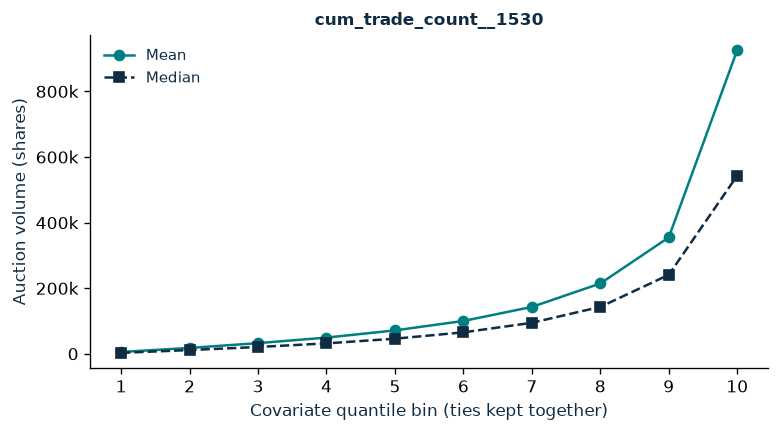 cum_trade_count__1530
Mean
Median
800k
600k
400k
200k
0
Auction volume (shares)
1 2 3 4 5 6 7 8 9 10
Covariate quantile bin (ties kept together)